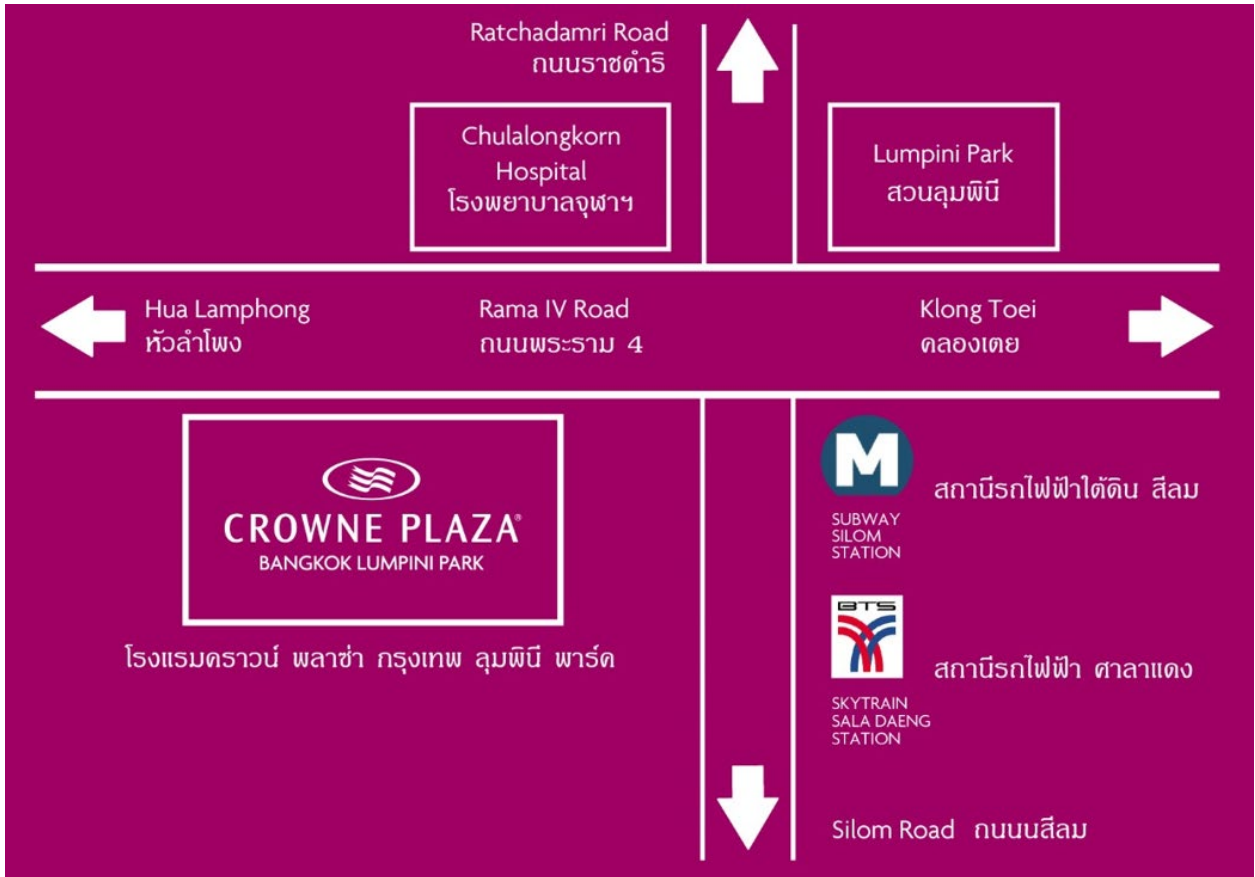 Ratchadamri Road
ถนนราชดำริ
Chulalongkorn
Hospital
โรงพยาบาลจุฬาฯ
Lumpini Park
สวนลุมพินี
Hua Lamphong
หัวลำโพง
Rama IV Road
ถนนพระราม 4
Klong Toei
คลองเตย
CROWNE PLAZA®
BANGKOK LUMPINI PARK
โรงแรมคราวน์ พลาซ่า กรุงเทพ ลุมพินี พาร์ค
M
SUBWAY
SILOM
STATION
สถานีรถไฟฟ้าใต้ดิน สีลม
BTS
SKYTRAIN
SALA DAENG
STATION
สถานีรถไฟฟ้า ศาลาแดง
Silom Road ถนนสีลม